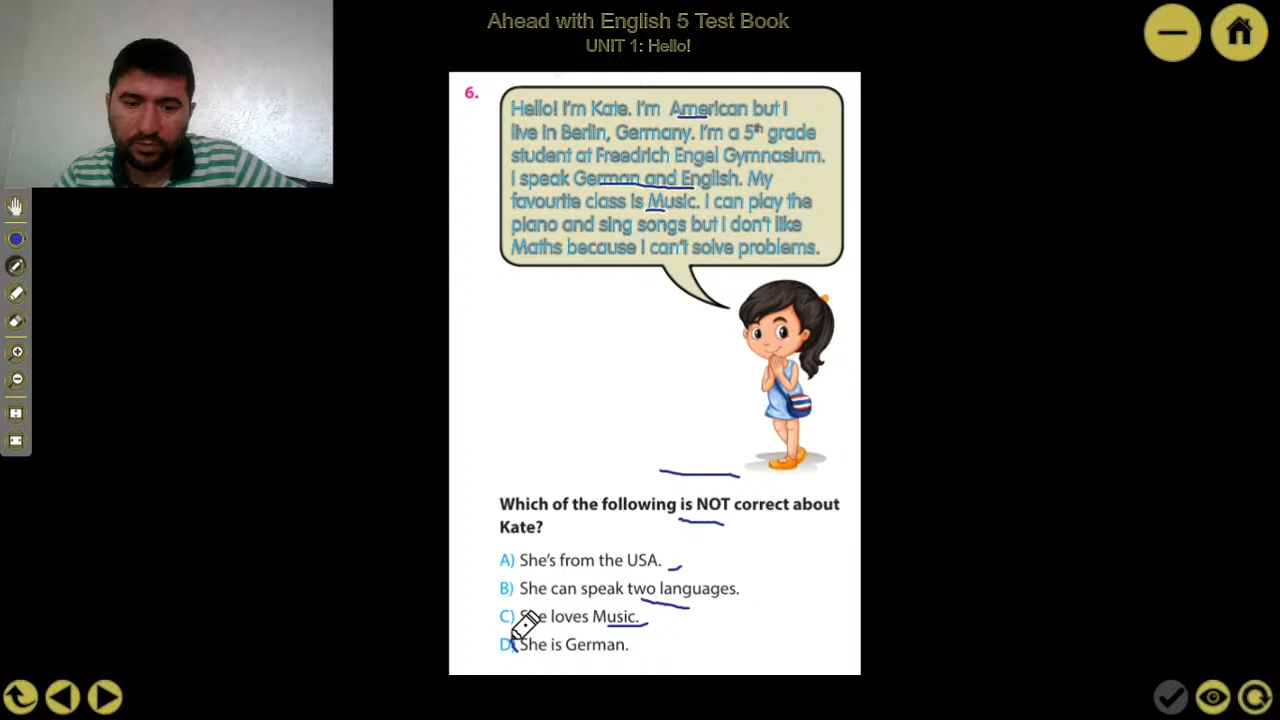 Ahead with English 5 Test Book
UNIT 1: Hello!
6.
Hello! I'm Kate. I'm American but I
live in Berlin, Germany. I'm a 5th grade
student at Freedrich Engel Gymnasium.
I speak German and English. My
favourite class is Music. I can play the
piano and sing songs but I don't like
Maths because I can't solve problems.
Which of the following is NOT correct about
Kate?
A) She's from the USA.
B) She can speak two languages.
C) She loves Music.
D) She is German.